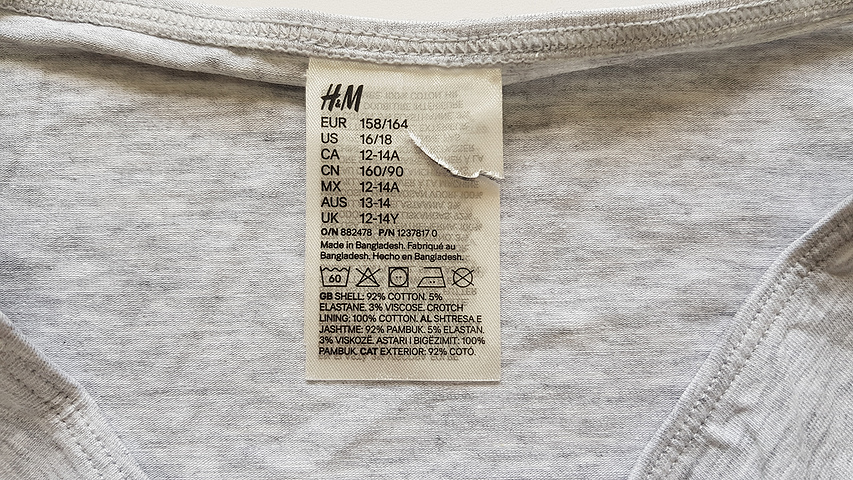 H&M
EUR 158/164
US 16/18
CA 12-14A
CN 160/90
MX 12-14A
AUS 13-14
UK 12-14Y
O/N 882478 P/N 1237817 0
Made in Bangladesh. Fabriqué au
Bangladesh. Hecho en Bangladesh.
60
GB SHELL: 92% COTTON. 5%
ELASTANE. 3% VISCOSE. CROTCH
LINING: 100% COTTON. AL SHTRESA E
JASHTME: 92% PAMBUK. 5% ELASTAN.
3% VISKOZË. ASTARI I BIGËZIMIT: 100%
PAMBUK. CAT EXTERIOR: 92% COTÓ.